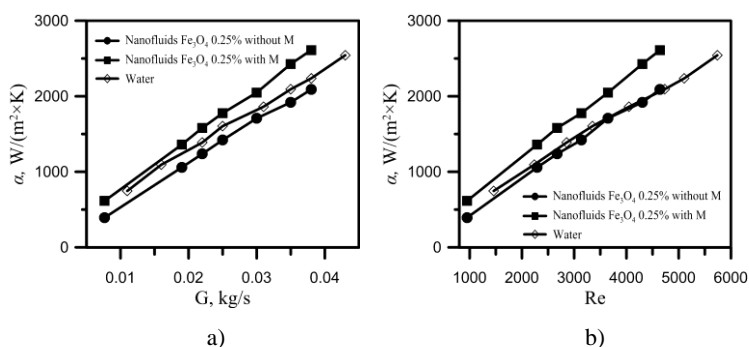 3000
2000
1000
0
α, W/(m²×K)
Nanofluids Fe₃O₄ 0.25% without M
Nanofluids Fe₃O₄ 0.25% with M
Water
0.01 0.02 0.03 0.04
G, kg/s
a)
3000
2000
1000
0
α, W/(m²×K)
Nanofluids Fe₃O₄ 0.25% without M
Nanofluids Fe₃O₄ 0.25% with M
Water
1000 2000 3000 4000 5000 6000
Re
b)